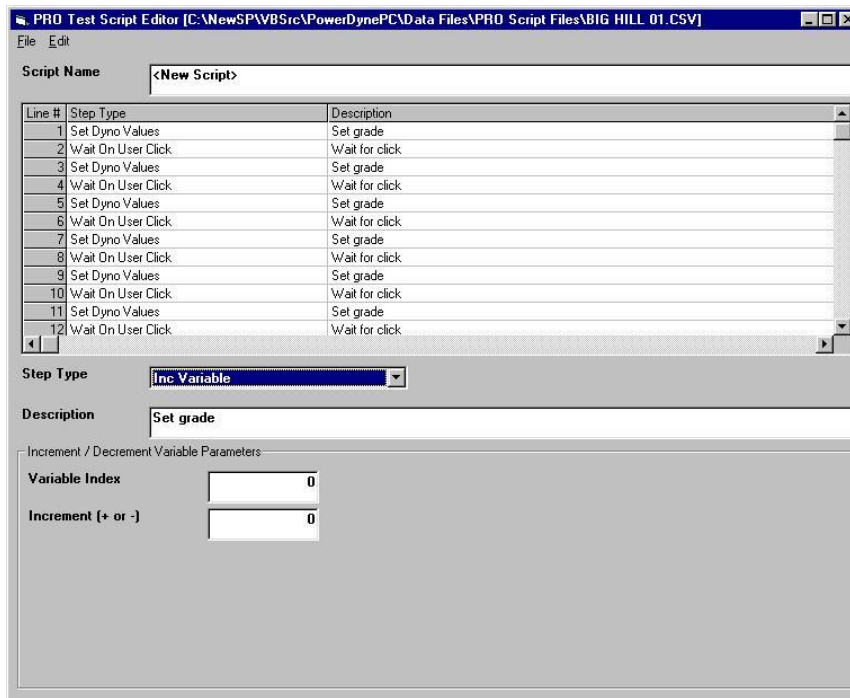 PRO Test Script Editor [C:\NewSP\VBSrc\PowerDynePC\Data Files\PRO Script Files\BIG HILL 01.CSV]
File Edit
Script Name <New Script>
Line # Step Type Description
1 Set Dyno Values Set grade
2 Wait On User Click Wait for click
3 Set Dyno Values Set grade
4 Wait On User Click Wait for click
5 Set Dyno Values Set grade
6 Wait On User Click Wait for click
7 Set Dyno Values Set grade
8 Wait On User Click Wait for click
9 Set Dyno Values Set grade
10 Wait On User Click Wait for click
11 Set Dyno Values Set grade
12 Wait On User Click Wait for click
Step Type Inc Variable
Description Set grade
Increment / Decrement Variable Parameters
Variable Index 0
Increment (+ or -) 0